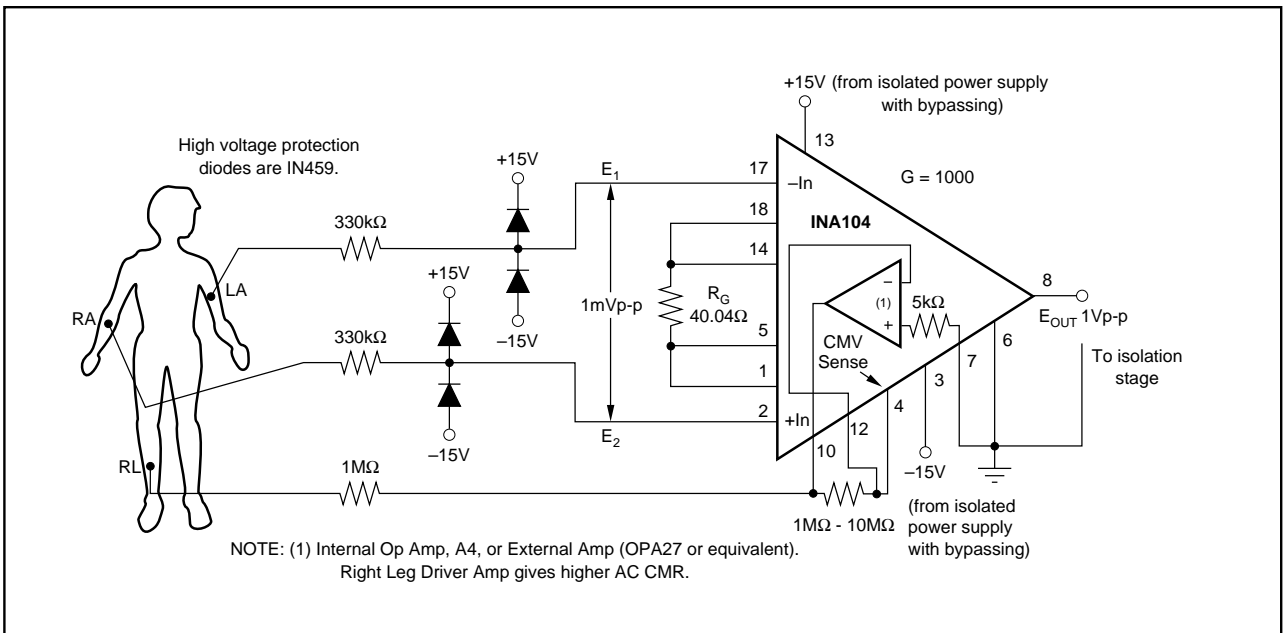 +15V (from isolated power supply
with bypassing)
13
High voltage protection
diodes are IN459.
+15V
E1
17
–In
G = 1000
18
INA104
330kΩ
14
LA
+15V
–15V
1mVp-p
RG
40.04Ω
–
(1)
+
5kΩ
8
EOUT 1Vp-p
RA
330kΩ
5
CMV
Sense
6
7
To isolation
stage
1
3
4
2
+In
12
E2
–15V
10
–15V
RL
1MΩ
1MΩ - 10MΩ
(from isolated
power supply
with bypassing)
NOTE: (1) Internal Op Amp, A4, or External Amp (OPA27 or equivalent).
Right Leg Driver Amp gives higher AC CMR.